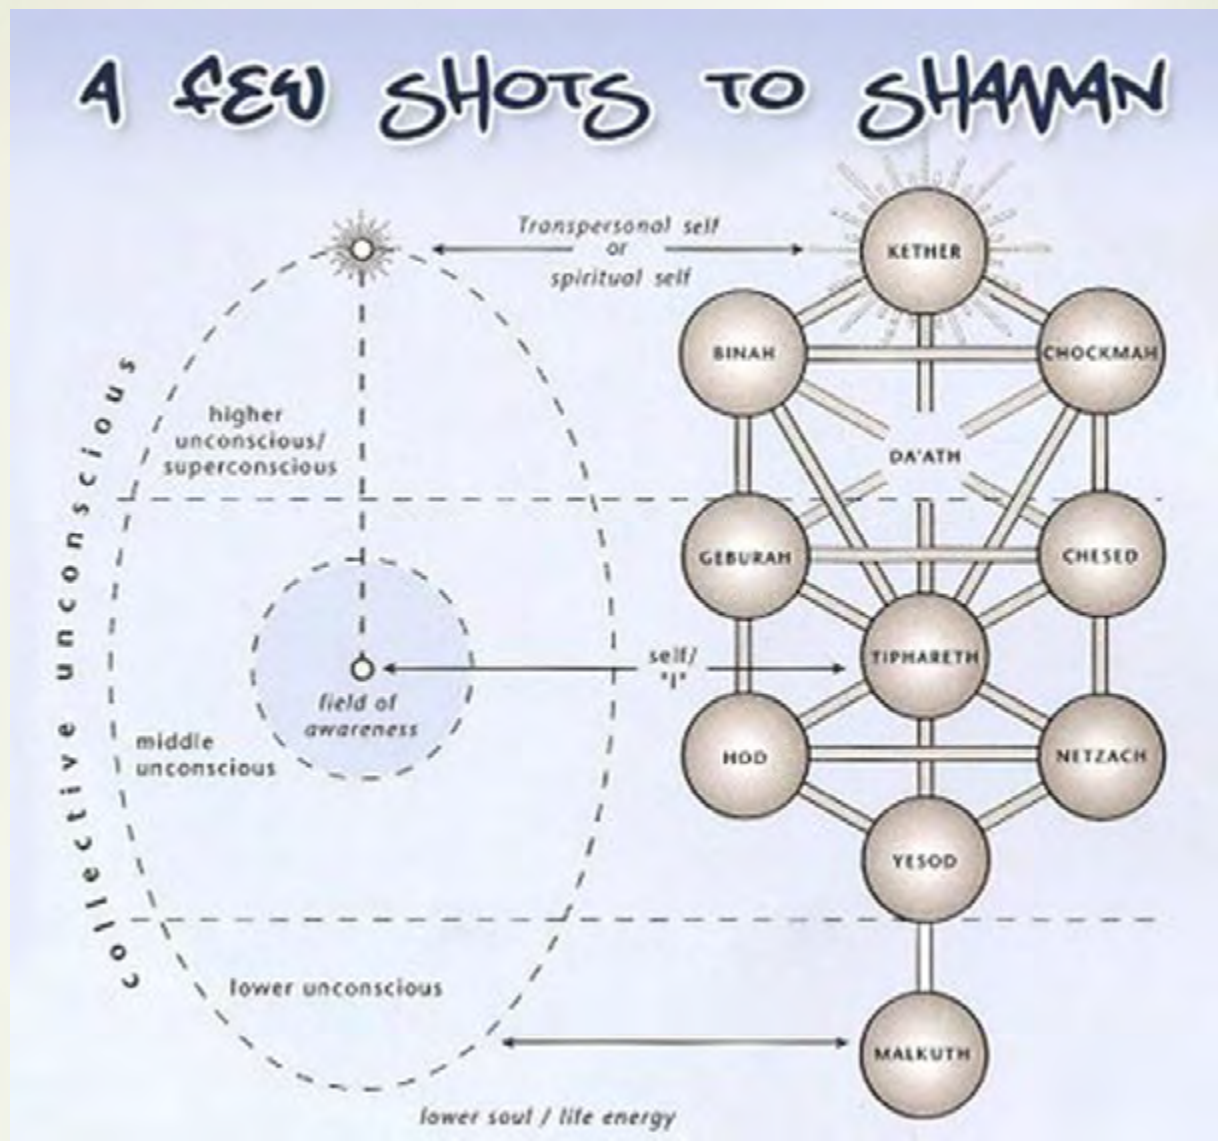 A FEW SHOTS TO SHAMAN
Transpersonal self
or
spiritual self
KETHER
BINAH
CHOCKMAH
higher
unconscious/
superconscious
DA'ATH
collective unconscious
GEBURAH
CHESED
self/
"I"
TIPHARETH
field of
awareness
middle
unconscious
HOD
NETZACH
YESOD
lower unconscious
MALKUTH
lower soul / life energy